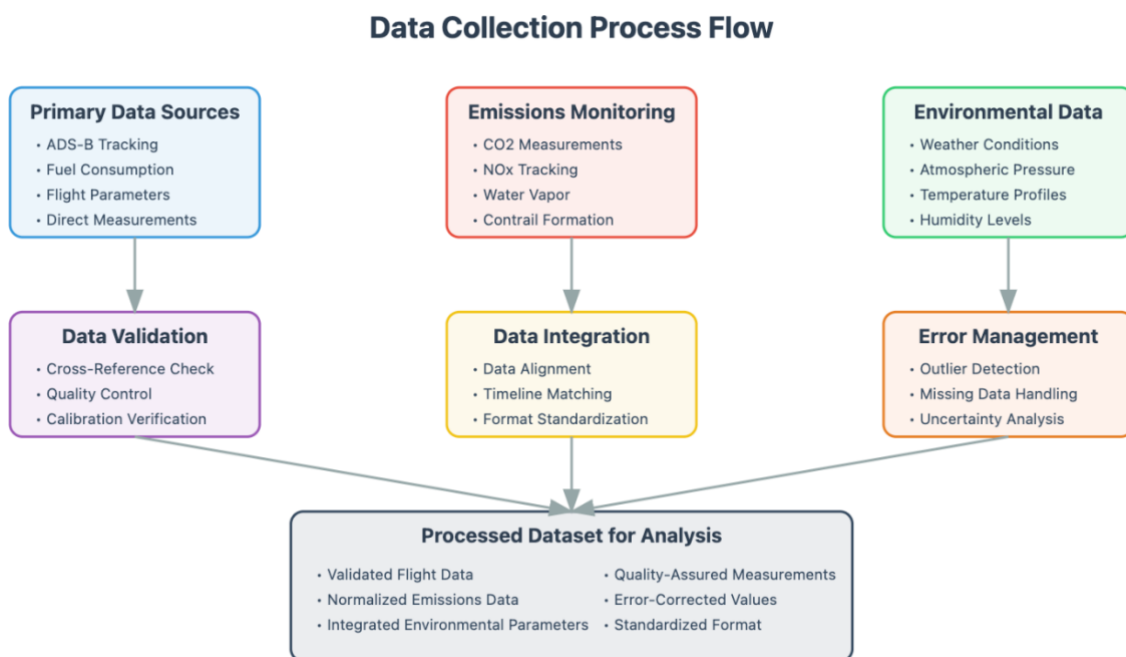 Data Collection Process Flow
Primary Data Sources
• ADS-B Tracking
• Fuel Consumption
• Flight Parameters
• Direct Measurements
Emissions Monitoring
• CO2 Measurements
• NOx Tracking
• Water Vapor
• Contrail Formation
Environmental Data
• Weather Conditions
• Atmospheric Pressure
• Temperature Profiles
• Humidity Levels
Data Validation
• Cross-Reference Check
• Quality Control
• Calibration Verification
Data Integration
• Data Alignment
• Timeline Matching
• Format Standardization
Error Management
• Outlier Detection
• Missing Data Handling
• Uncertainty Analysis
Processed Dataset for Analysis
• Validated Flight Data
• Normalized Emissions Data
• Integrated Environmental Parameters
• Quality-Assured Measurements
• Error-Corrected Values
• Standardized Format